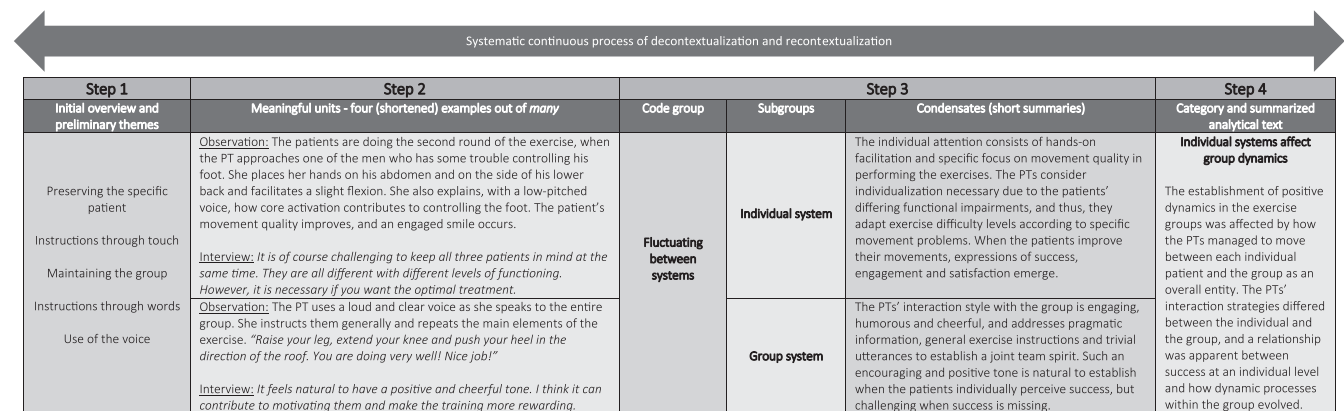 Systematic continuous process of decontextualization and recontextualization
Step 1
Step 2
Step 3
Step 4
Initial overview and
preliminary themes
Meaningful units - four (shortened) examples out of many
Code group
Subgroups
Condensates (short summaries)
Category and summarized
analytical text
Preserving the specific
patient
Instructions through touch
Maintaining the group
Instructions through words
Use of the voice
Observation: The patients are doing the second round of the exercise, when
the PT approaches one of the men who has some trouble controlling his
foot. She places her hands on his abdomen and on the side of his lower
back and facilitates a slight flexion. She also explains, with a low-pitched
voice, how core activation contributes to controlling the foot. The patient's
movement quality improves, and an engaged smile occurs.
Interview: It is of course challenging to keep all three patients in mind at the
same time. They are all different with different levels of functioning.
However, it is necessary if you want the optimal treatment.
Observation: The PT uses a loud and clear voice as she speaks to the entire
group. She instructs them generally and repeats the main elements of the
exercise. “Raise your leg, extend your knee and push your heel in the
direction of the roof. You are doing very well! Nice job!”
Interview: It feels natural to have a positive and cheerful tone. I think it can
contribute to motivating them and make the training more rewarding.
Fluctuating
between
systems
Individual system
Group system
The individual attention consists of hands-on
facilitation and specific focus on movement quality in
performing the exercises. The PTs consider
individualization necessary due to the patients'
differing functional impairments, and thus, they
adapt exercise difficulty levels according to specific
movement problems. When the patients improve
their movements, expressions of success,
engagement and satisfaction emerge.
The PTs' interaction style with the group is engaging,
humorous and cheerful, and addresses pragmatic
information, general exercise instructions and trivial
utterances to establish a joint team spirit. Such an
encouraging and positive tone is natural to establish
when the patients individually perceive success, but
challenging when success is missing.
Individual systems affect
group dynamics
The establishment of positive
dynamics in the exercise
groups was affected by how
the PTs managed to move
between each individual
patient and the group as an
overall entity. The PTs'
interaction strategies differed
between the individual and
the group, and a relationship
was apparent between
success at an individual level
and how dynamic processes
within the group evolved.